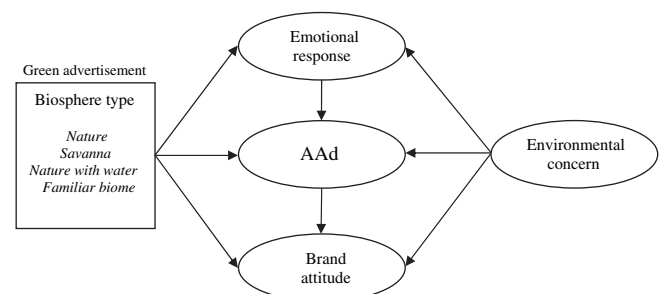 Green advertisement
Biosphere type
Nature
Savanna
Nature with water
Familiar biome
Emotional
response
AAd
Brand
attitude
Environmental
concern